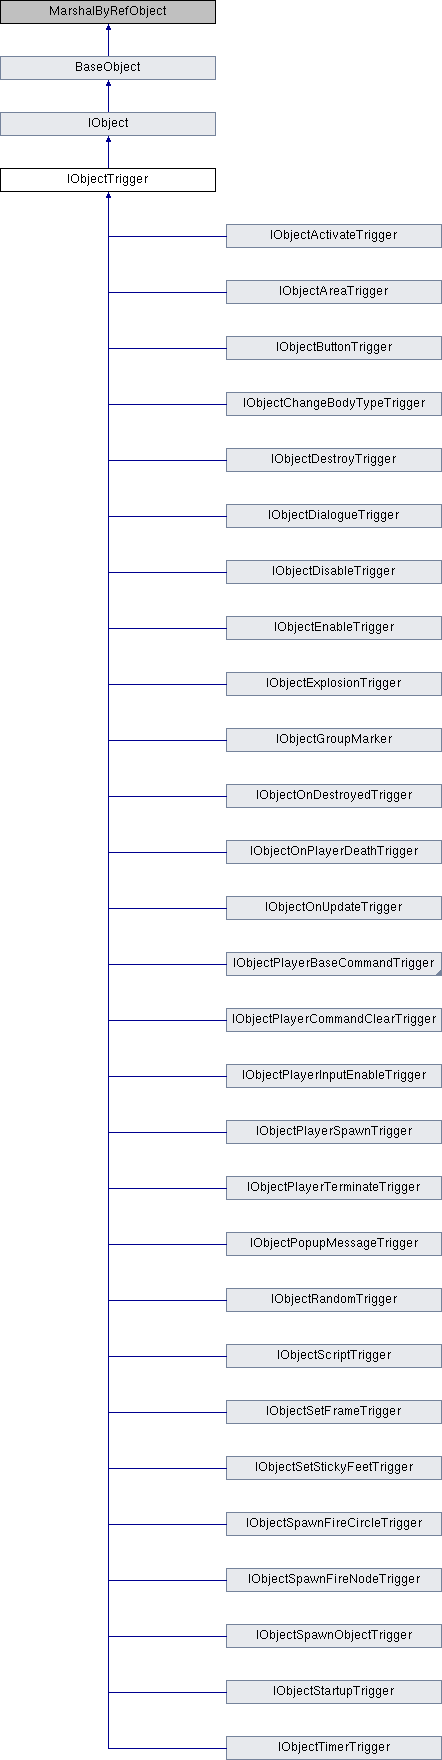 MarshalByRefObject
BaseObject
IObject
IObjectTrigger
IObjectActivateTrigger
IObjectAreaTrigger
IObjectButtonTrigger
IObjectChangeBodyTypeTrigger
IObjectDestroyTrigger
IObjectDialogueTrigger
IObjectDisableTrigger
IObjectEnableTrigger
IObjectExplosionTrigger
IObjectGroupMarker
IObjectOnDestroyedTrigger
IObjectOnPlayerDeathTrigger
IObjectOnUpdateTrigger
IObjectPlayerBaseCommandTrigger
IObjectPlayerCommandClearTrigger
IObjectPlayerInputEnableTrigger
IObjectPlayerSpawnTrigger
IObjectPlayerTerminateTrigger
IObjectPopupMessageTrigger
IObjectRandomTrigger
IObjectScriptTrigger
IObjectSetFrameTrigger
IObjectSetStickyFeetTrigger
IObjectSpawnFireCircleTrigger
IObjectSpawnFireNodeTrigger
IObjectSpawnObjectTrigger
IObjectStartupTrigger
IObjectTimerTrigger